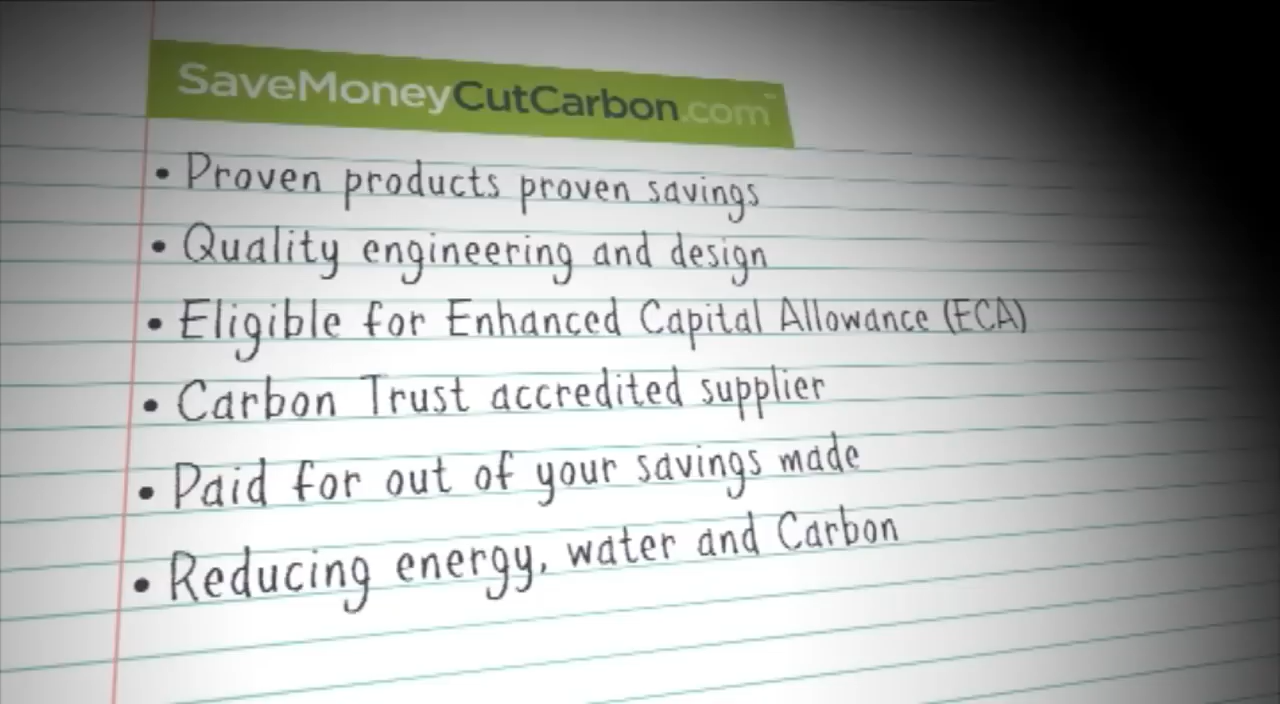 SaveMoneyCutCarbon.com™
• Proven products proven savings
• Quality engineering and design
• Eligible for Enhanced Capital Allowance (ECA)
• Carbon Trust accredited supplier
• Paid for out of your savings made
• Reducing energy, water and Carbon